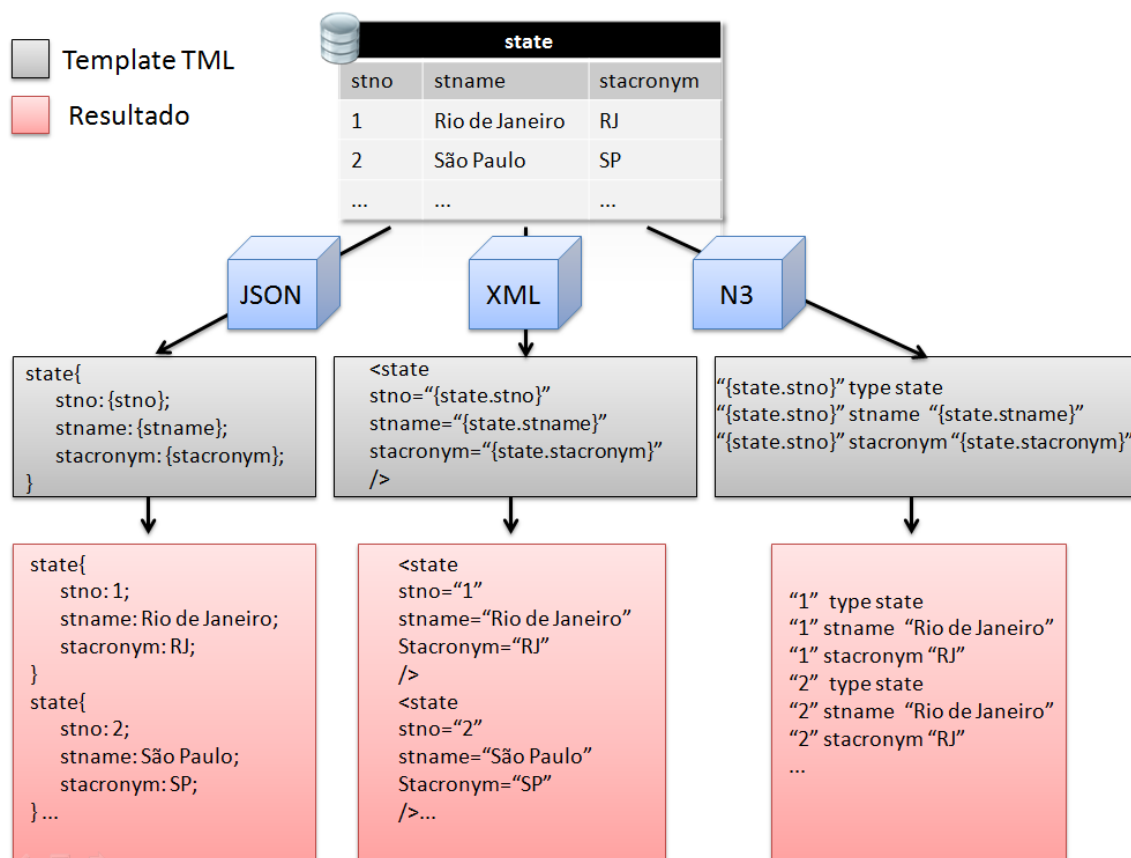 Template TML
Resultado
state
stno stname stacronym
1 Rio de Janeiro RJ
2 São Paulo SP
... ... ...
JSON
XML
N3
state{
stno: {stno};
stname: {stname};
stacronym: {stacronym};
}
<state
stno=“{state.stno}”
stname=“{state.stname}”
stacronym=“{state.stacronym}”
/>
“{state.stno}” type state
“{state.stno}” stname “{state.stname}”
“{state.stno}” stacronym “{state.stacronym}”
state{
stno: 1;
stname: Rio de Janeiro;
stacronym: RJ;
}
state{
stno: 2;
stname: São Paulo;
stacronym: SP;
} ...
<state
stno=“1”
stname=“Rio de Janeiro”
Stacronym=“RJ”
/>
<state
stno=“2”
stname=“São Paulo”
Stacronym=“SP”
/>...
“1” type state
“1” stname “Rio de Janeiro”
“1” stacronym “RJ”
“2” type state
“2” stname “Rio de Janeiro”
“2” stacronym “RJ”
...